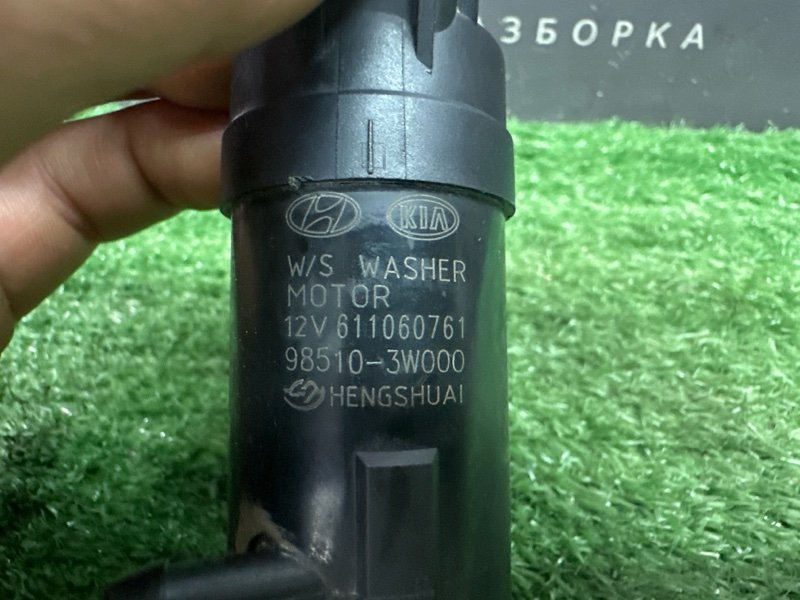 ЗБОРКА
KIA
W/S WASHER
MOTOR
12V 611060761
98510-3W000
HENGSHUAI